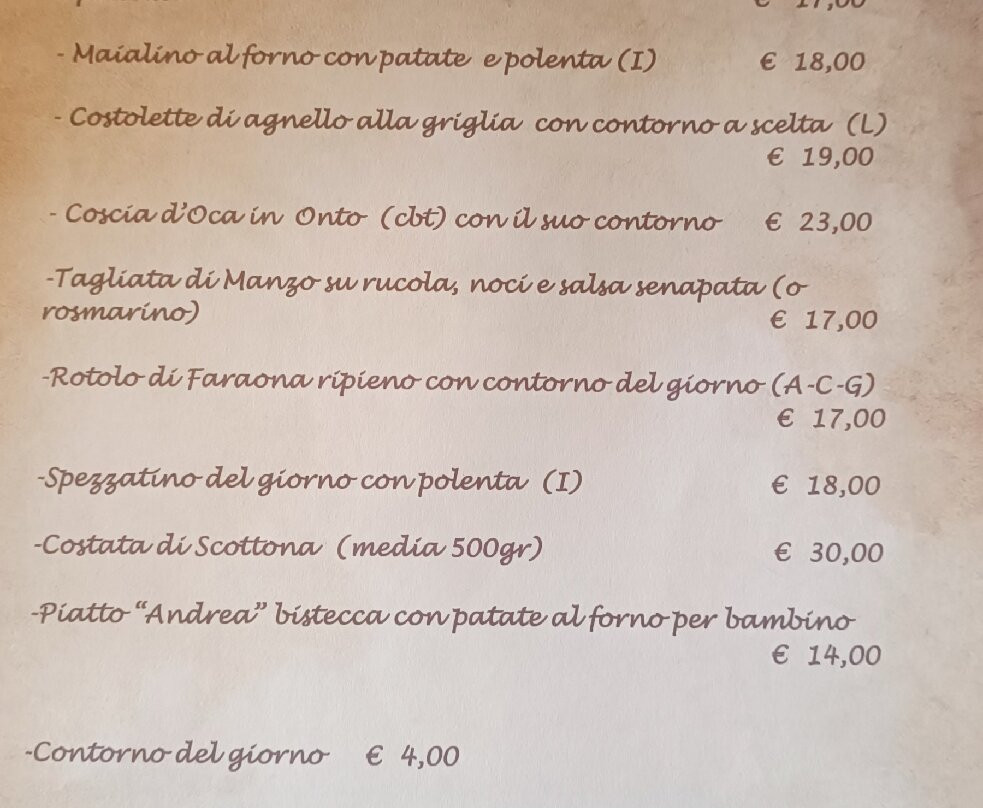 € 17,00
- Maialino al forno con patate e polenta (I) € 18,00
- Costolette di agnello alla griglia con contorno a scelta (L)
€ 19,00
- Coscia d'Oca in Onto (cbt) con il suo contorno € 23,00
-Tagliata di Manzo su rucola, noci e salsa senapata (o
rosmarino) € 17,00
-Rotolo di Faraona ripieno con contorno del giorno (A-C-G)
€ 17,00
-Spezzatino del giorno con polenta (I) € 18,00
-Costata di Scottona (media 500gr) € 30,00
-Piatto “Andrea” bistecca con patate al forno per bambino
€ 14,00
-Contorno del giorno € 4,00